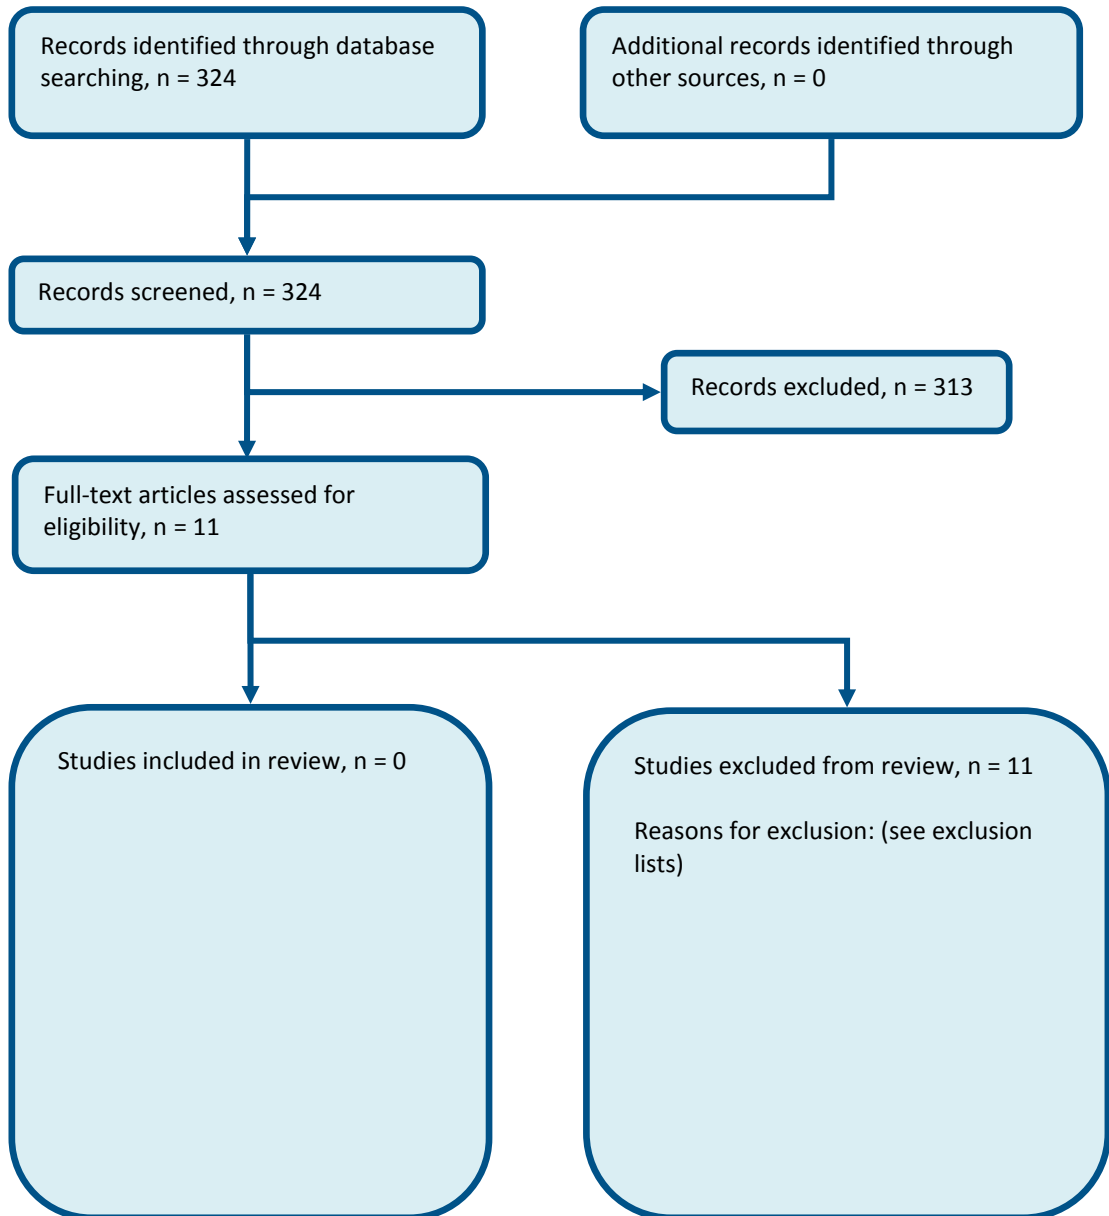 Records identified through database
searching, n = 324
Additional records identified through
other sources, n = 0
Records screened, n = 324
Records excluded, n = 313
Full-text articles assessed for
eligibility, n = 11
Studies included in review, n = 0
Studies excluded from review, n = 11
Reasons for exclusion: (see exclusion
lists)